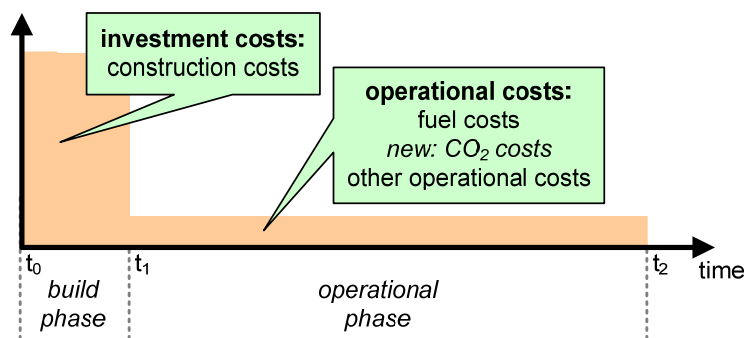 investment costs:
construction costs
operational costs:
fuel costs
new: CO₂ costs
other operational costs
t₀
t₁
t₂
time
build
phase
operational
phase